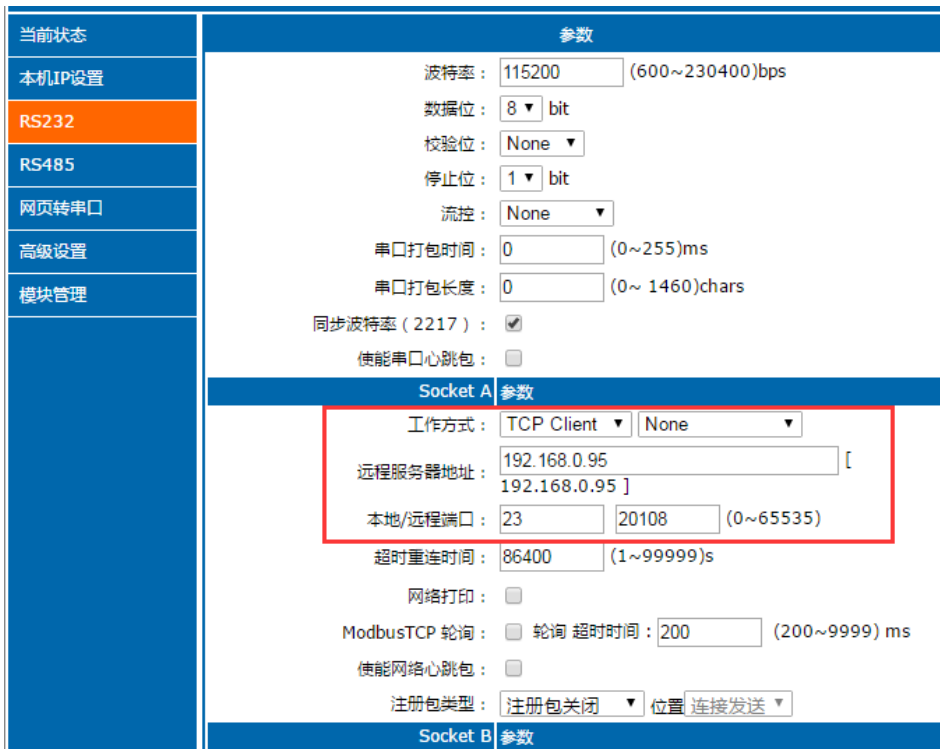 当前状态
本机IP设置
RS232
RS485
网页转串口
高级设置
模块管理
参数
波特率： 115200 (600~230400)bps
数据位： 8 bit
校验位： None
停止位： 1 bit
流控： None
串口打包时间： 0 (0~255)ms
串口打包长度： 0 (0~ 1460)chars
同步波特率 ( 2217 ) ：
使能串口心跳包：
Socket A 参数
工作方式： TCP Client None
远程服务器地址： 192.168.0.95 [
192.168.0.95 ]
本地/远程端口： 23 20108 (0~65535)
超时重连时间： 86400 (1~99999)s
网络打印：
ModbusTCP 轮询： 轮询 超时时间：200 (200~9999) ms
使能网络心跳包：
注册包类型： 注册包关闭 位置 连接发送
Socket B 参数